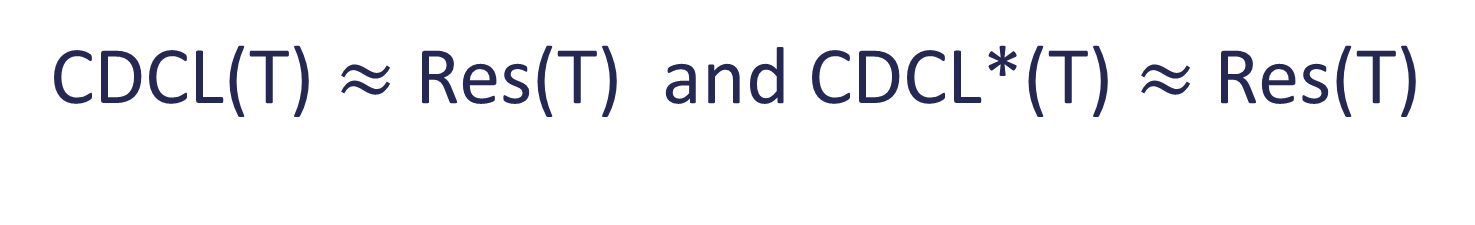 CDCL(T) ≈ Res(T) and CDCL*(T) ≈ Res(T)